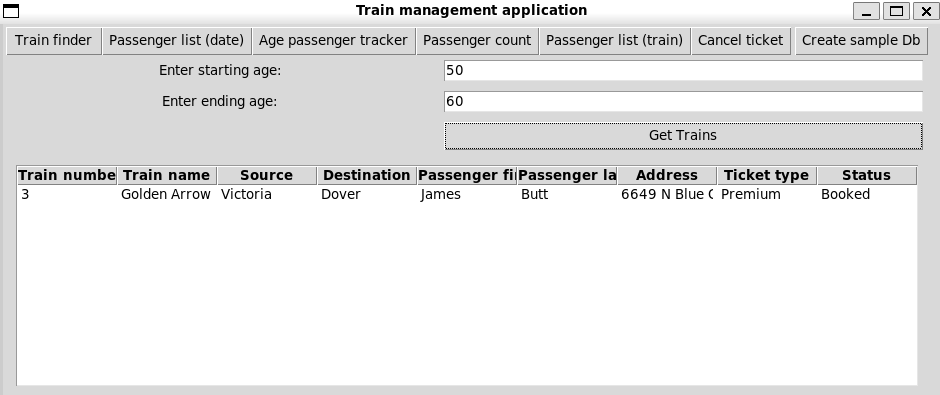 Train management application
Train finder Passenger list (date) Age passenger tracker Passenger count Passenger list (train) Cancel ticket Create sample Db
Enter starting age: 50
Enter ending age: 60
Get Trains
Train numbe Train name Source Destination Passenger fi Passenger la Address Ticket type Status
3 Golden Arrow Victoria Dover James Butt 6649 N Blue Premium Booked